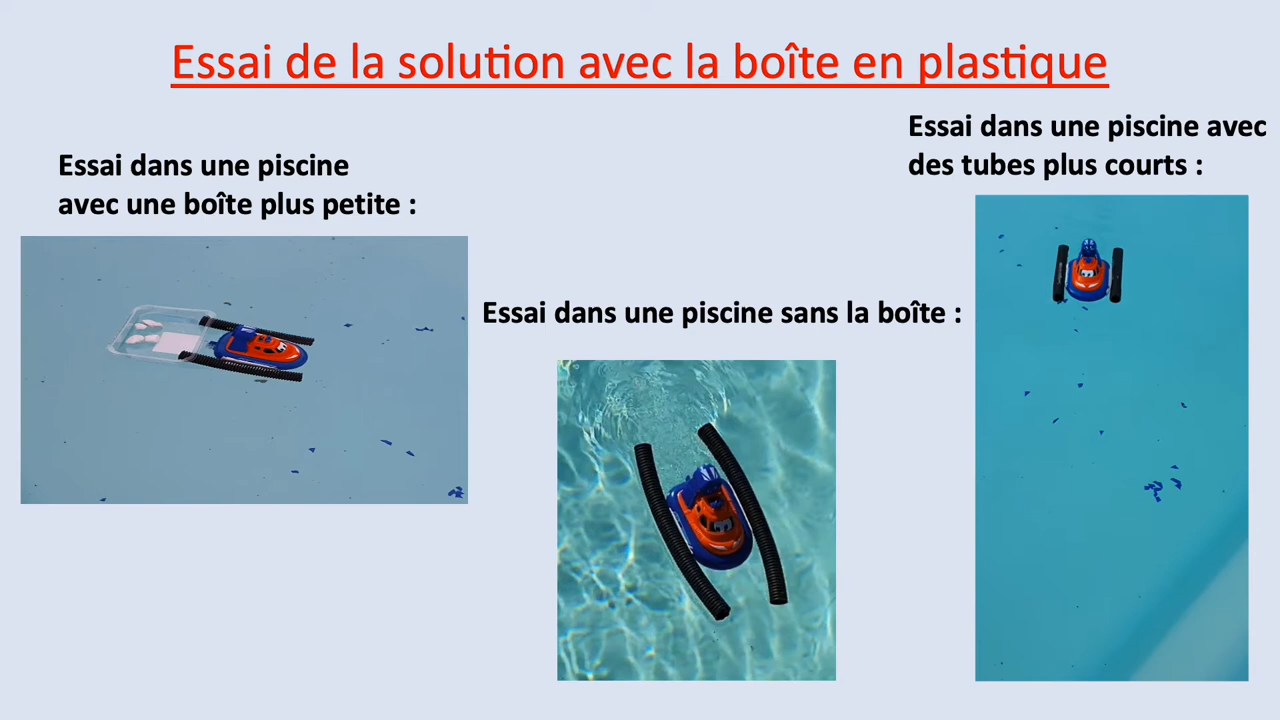 Essai de la solution avec la boîte en plastique
Essai dans une piscine
avec une boîte plus petite :
Essai dans une piscine sans la boîte :
Essai dans une piscine avec
des tubes plus courts :